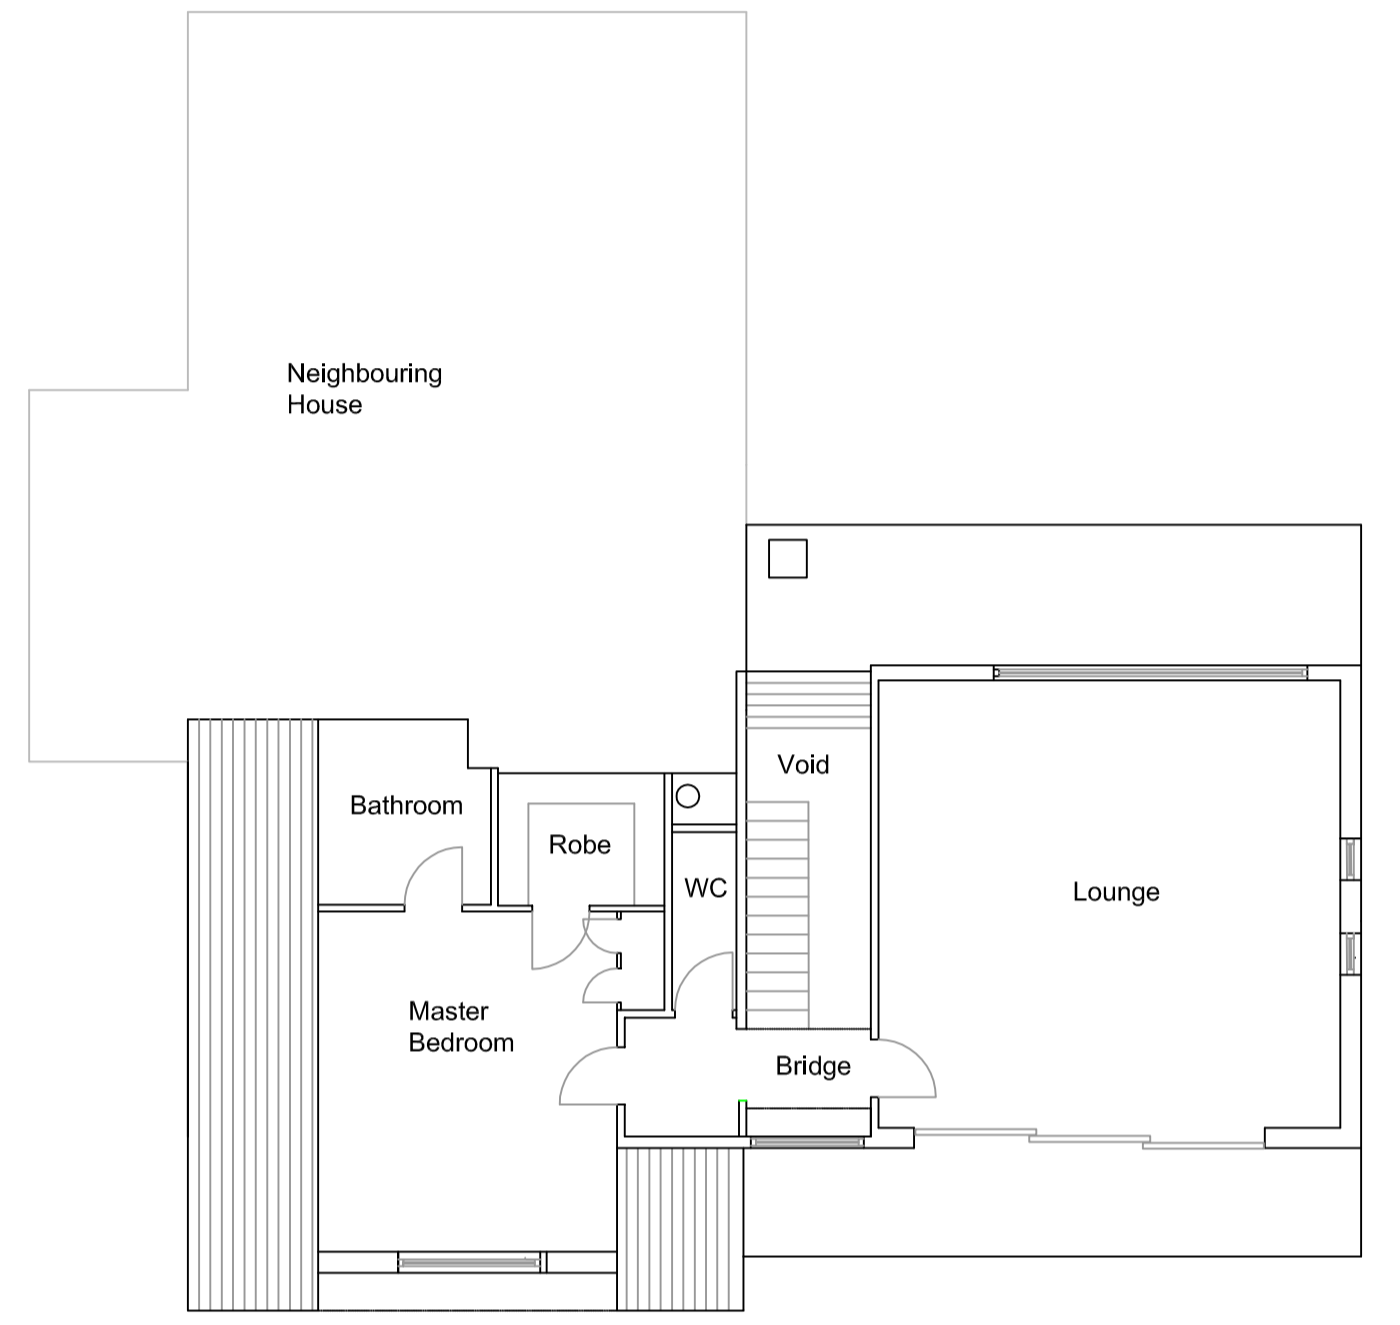 Neighbouring
House
Void
Bathroom
Robe
WC
Lounge
Master
Bedroom
Bridge